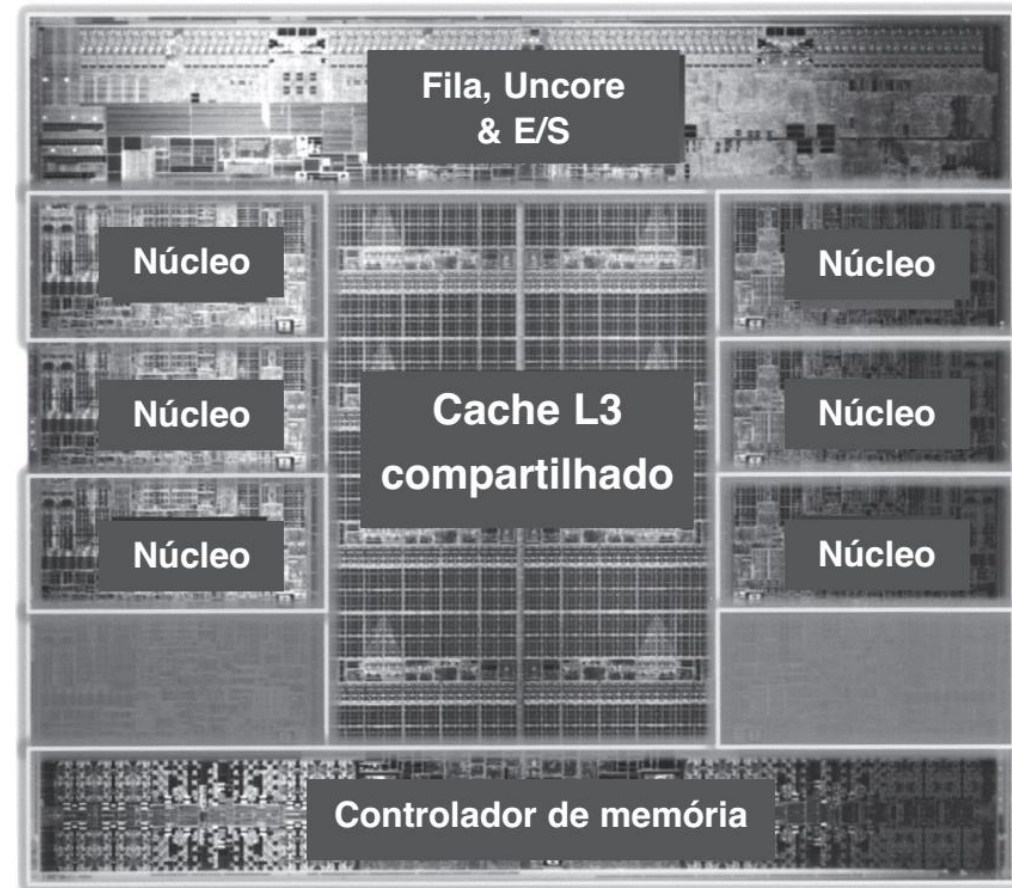 Fila, Uncore
& E/S
Núcleo
Núcleo
Cache L3
compartilhado
Núcleo
Núcleo
Núcleo
Núcleo
Controlador de memória